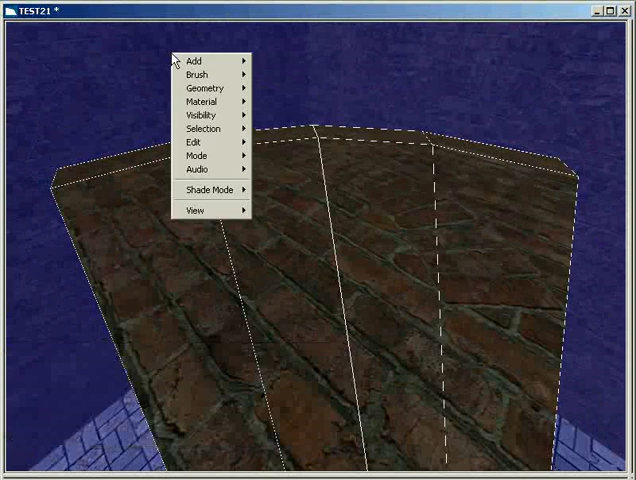 TEST21 *
Add
Brush
Geometry
Material
Visibility
Selection
Edit
Mode
Audio
Shade Mode
View